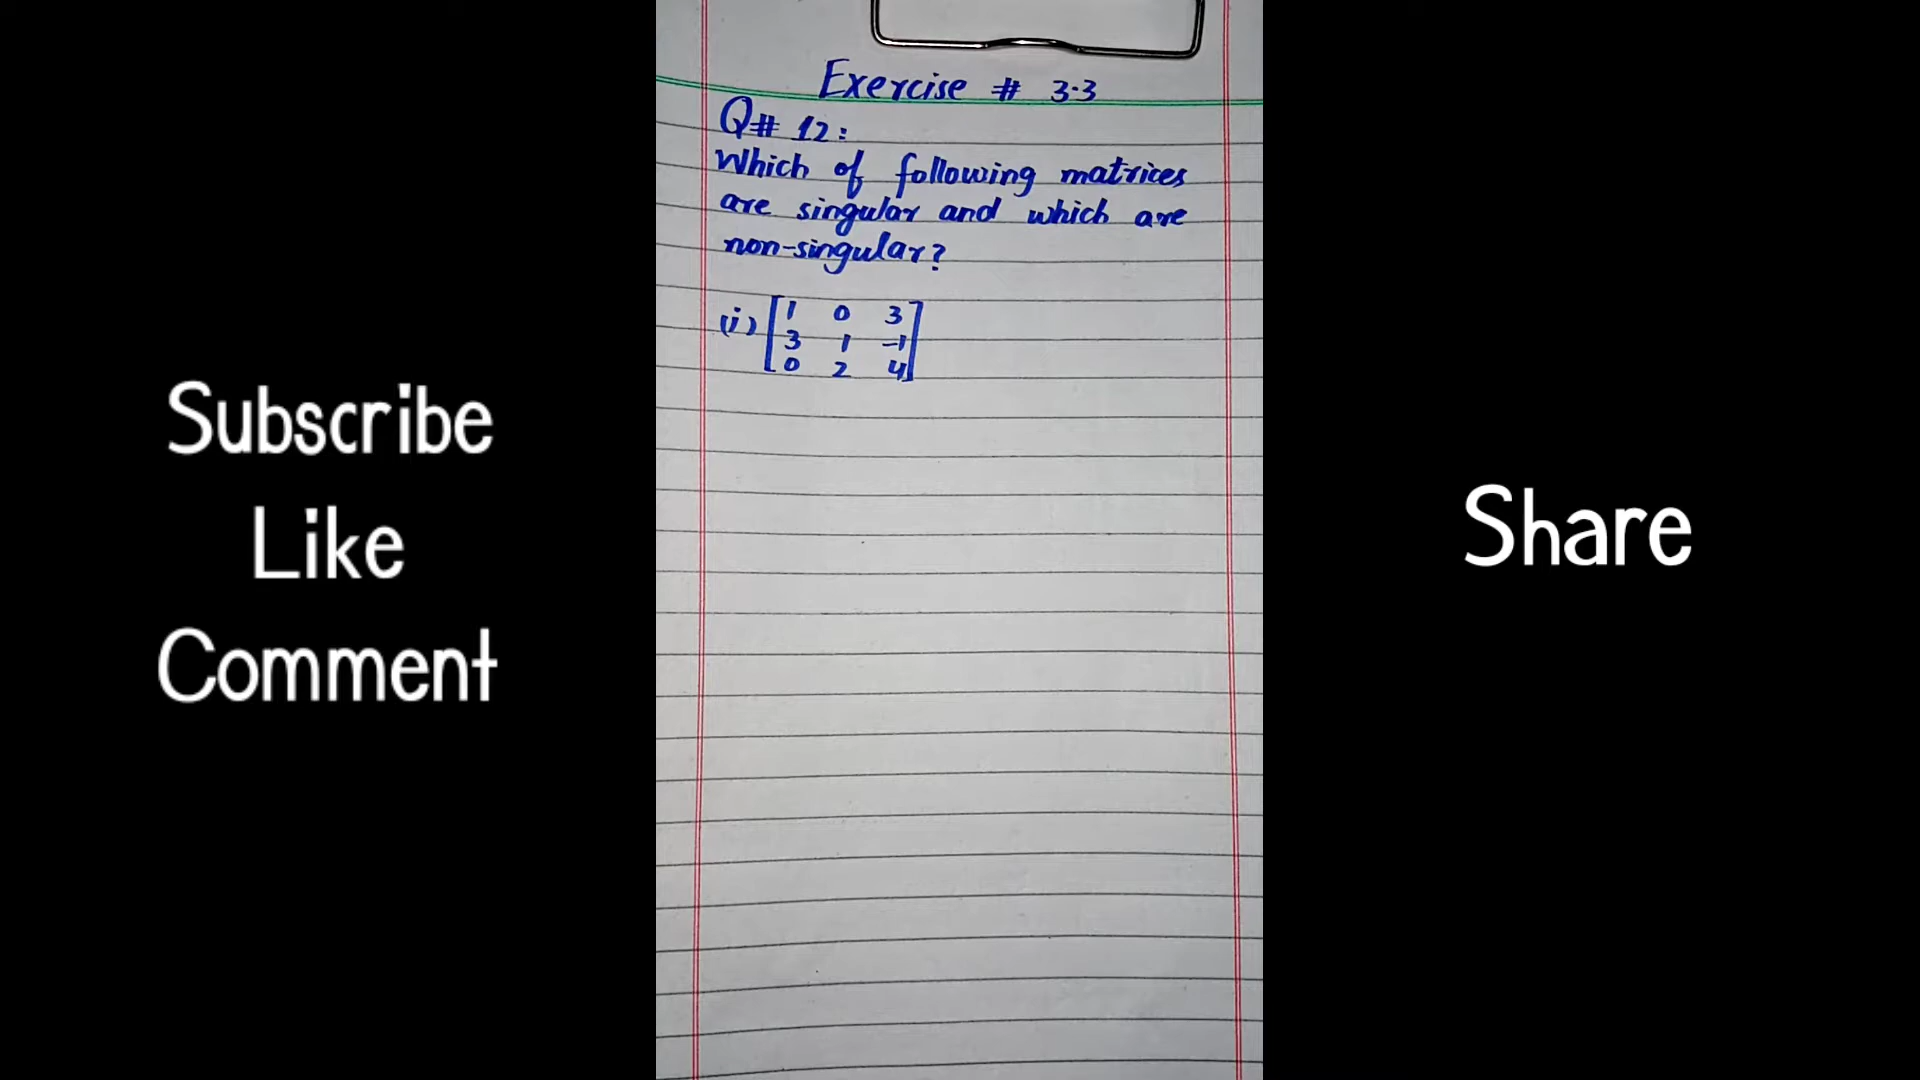 Exercise # 3.3
Q# 12:
Which of following matrices
are singular and which are
non-singular?
(i) [1 0 3
3 1 -1
0 2 4]
Subscribe
Like
Comment
Share